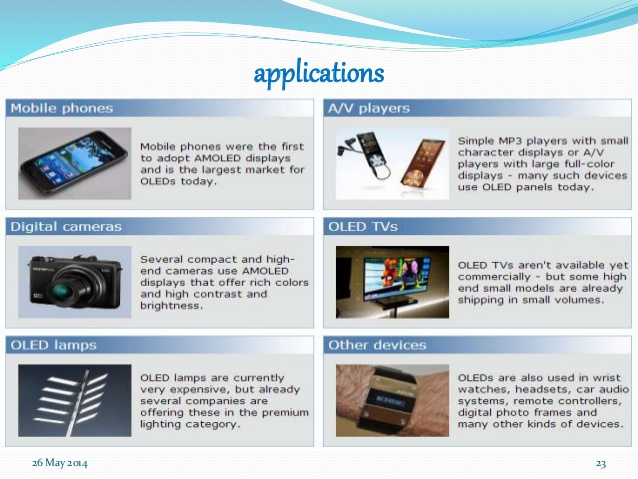 applications
Mobile phones
Mobile phones were the first
to adopt AMOLED displays
and is the largest market for
OLEDs today.
A/V players
Simple MP3 players with small
character displays or A/V
players with large full-color
displays - many such devices
use OLED panels today.
Digital cameras
Several compact and high-
end cameras use AMOLED
displays that offer rich colors
and high contrast and
brightness.
OLED TVs
OLED TVs aren't available yet
commercially - but some high
end small models are already
shipping in small volumes.
OLED lamps
OLED lamps are currently
very expensive, but already
several companies are
offering these in the premium
lighting category.
Other devices
OLEDs are also used in wrist
watches, headsets, car audio
systems, remote controllers,
digital photo frames and
many other kinds of devices.
26 May 2014
23